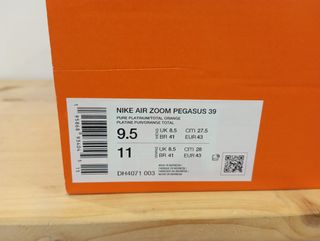 NIKE AIR ZOOM PEGASUS 39
PURE PLATINUM/TOTAL ORANGE
PLATINE PUR/ORANGE TOTAL
9.5 UK 8.5 CM 27.5
BR 41 EUR 43
11 UK 8.5 CM 28
BR 41 EUR 43
DH4071 003